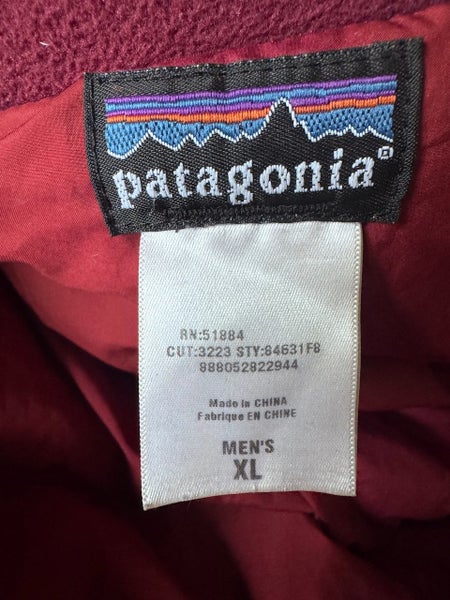 patagonia®
RN:51884
CUT:3223 STY:84631F8
888052822944
Made in CHINA
Fabrique EN CHINE
MEN'S
XL